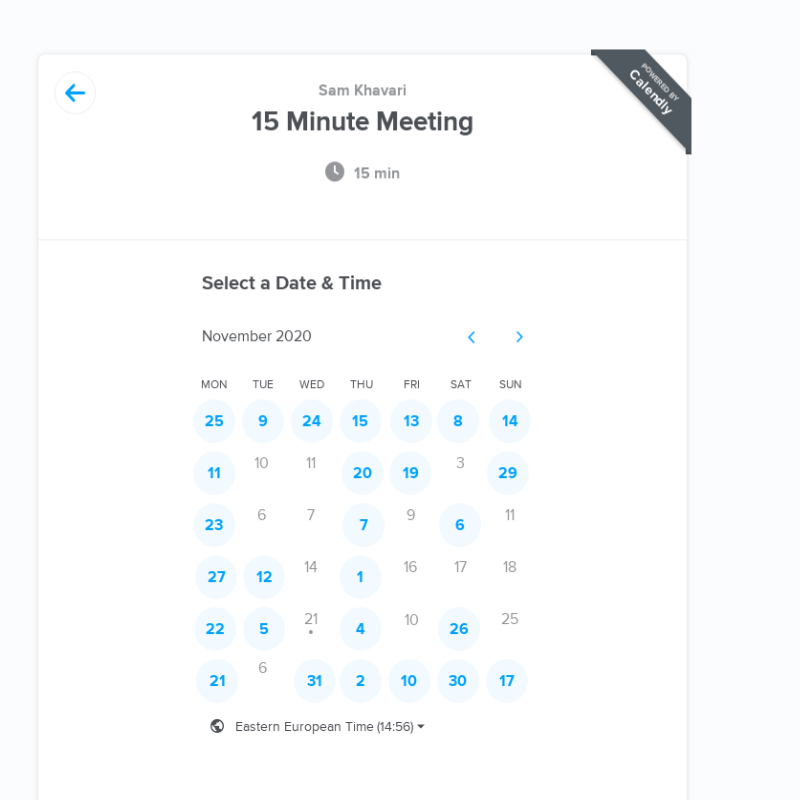 POWERED BY
Calendly
Sam Khavari
15 Minute Meeting
15 min
Select a Date & Time
November 2020
MON TUE WED THU FRI SAT SUN
25 9 24 15 13 8 14
11 10 11 20 19 3 29
23 6 7 7 9 6 11
27 12 14 1 16 17 18
22 5 21 4 10 26 25
21 6 31 2 10 30 17
Eastern European Time (14:56)